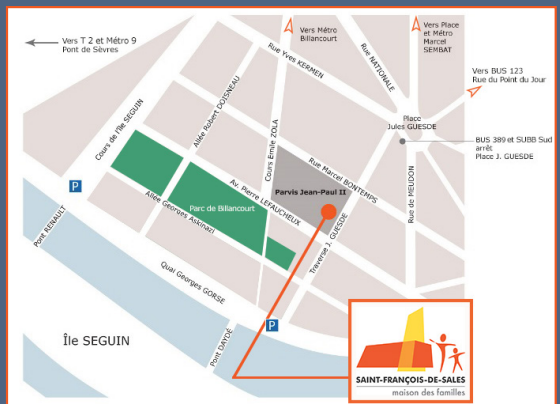 Vers T 2 et Métro 9
Pont de Sèvres
Vers Métro
Billancourt
Vers Place
et Métro
Marcel
SEMBAT
Rue Yves KERMEN
Rue NATIONALE
Vers BUS 123
Rue du Point du Jour
Cours de l'Île SEGUIN
Allée Robert DOISNEAU
Cours Emile ZOLA
Place
Jules GUESDE
BUS 389 et SUBB Sud
arrêt
Place J. GUESDE
Rue Marcel BONTEMPS
Rue de MEUDON
Parvis Jean-Paul II
Av. Pierre LEFAUCHEUX
Parc de Billancourt
Allée Georges Askinazi
Traverse J. GUESDE
P
Pont RENAULT
Quai Georges GORSE
P
Île SEGUIN
Pont DAYDÉ
SAINT-FRANÇOIS-DE-SALES
maison des familles